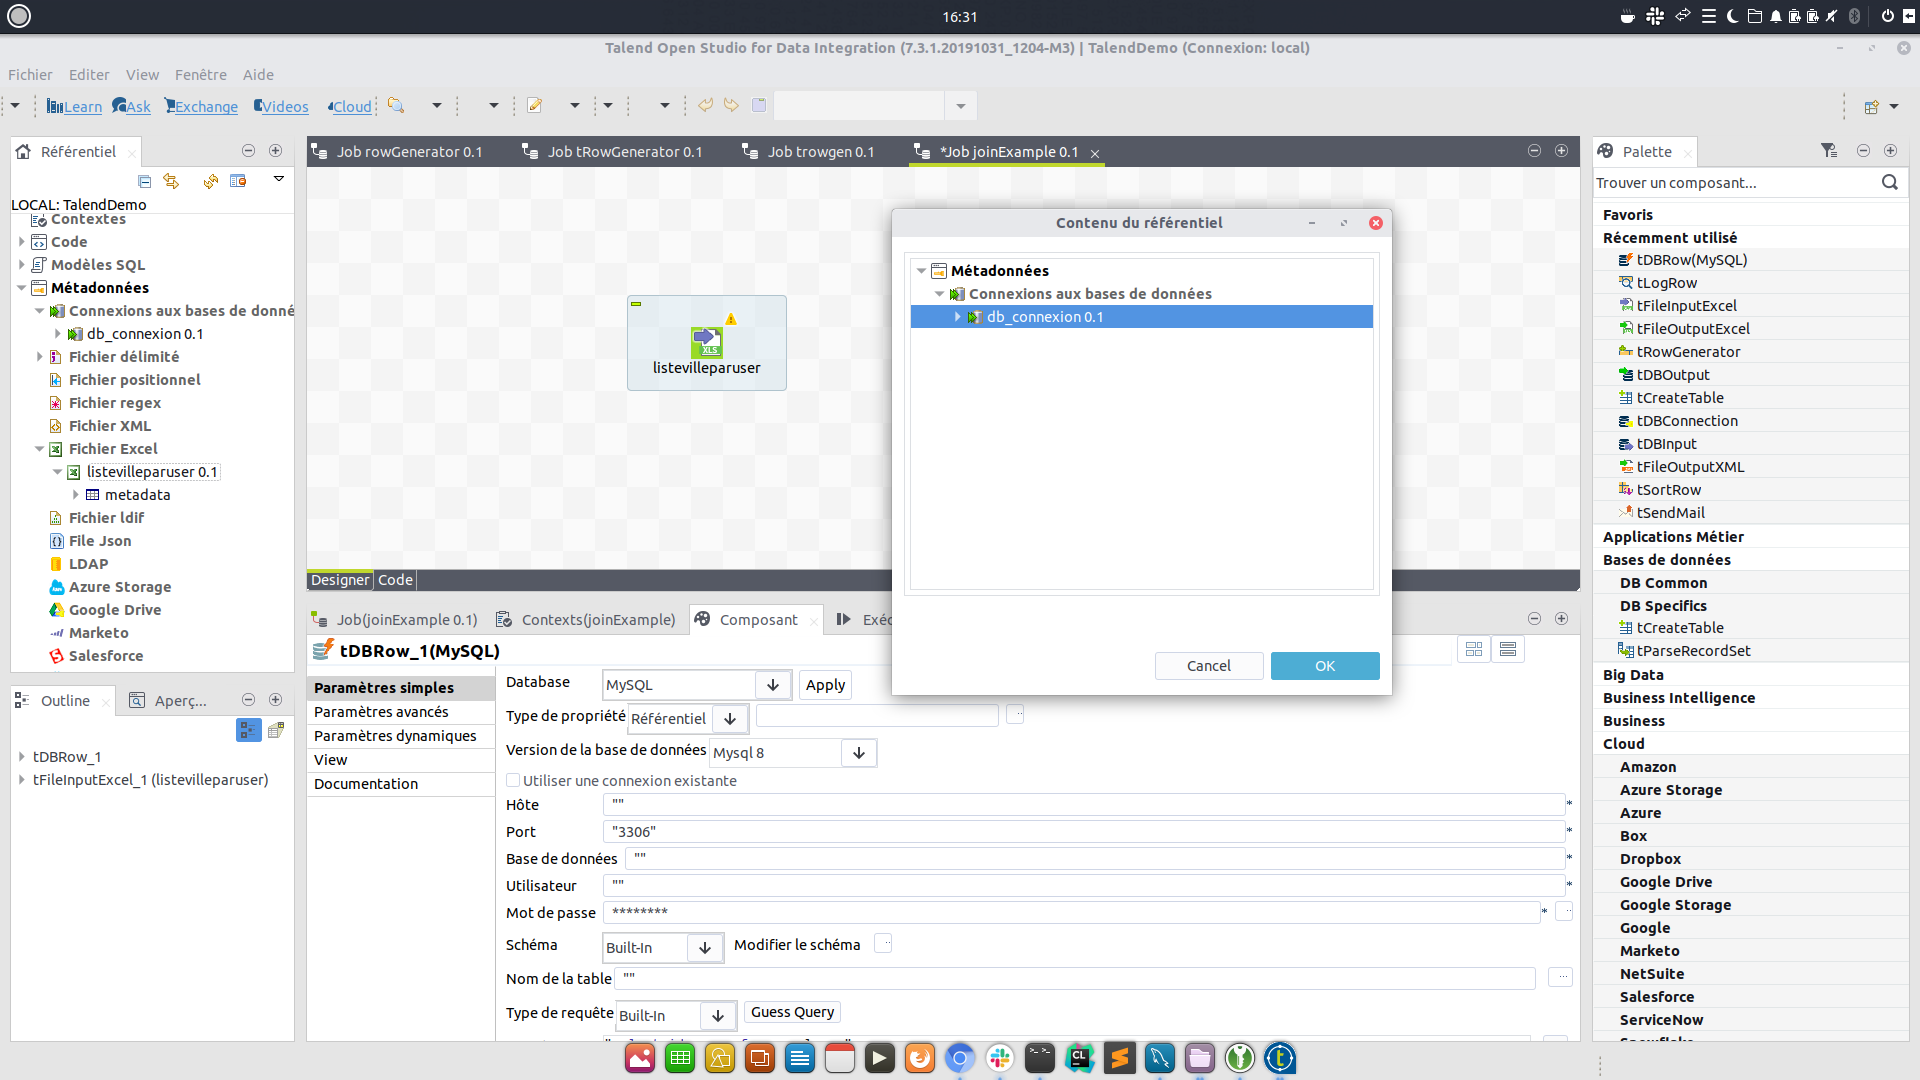 16:31
Talend Open Studio for Data Integration (7.3.1.20191031_1204-M3) | TalendDemo (Connexion: local)
Fichier Editer View Fenêtre Aide
Learn Ask Exchange Videos Cloud
Référentiel
LOCAL: TalendDemo
Contextes
Code
Modèles SQL
Métadonnées
Connexions aux bases de donné
db_connexion 0.1
Fichier délimité
Fichier positionnel
Fichier regex
Fichier XML
Fichier Excel
listevilleparuser 0.1
metadata
Fichier ldif
File Json
LDAP
Azure Storage
Google Drive
Marketo
Salesforce
Outline Aperç...
tDBRow_1
tFileInputExcel_1 (listevilleparuser)
Job rowGenerator 0.1 Job tRowGenerator 0.1 Job trowgen 0.1 *Job joinExample 0.1
XLS
listevilleparuser
Designer Code
Contenu du référentiel
Métadonnées
Connexions aux bases de données
db_connexion 0.1
Cancel OK
Job(joinExample 0.1) Contexts(joinExample) Composant Exéc
tDBRow_1(MySQL)
Paramètres simples
Paramètres avancés
Paramètres dynamiques
View
Documentation
Database MySQL Apply
Type de propriété Référentiel
Version de la base de données Mysql 8
Utiliser une connexion existante
Hôte "" *
Port "3306" *
Base de données "" *
Utilisateur "" *
Mot de passe ******** *
Schéma Built-In Modifier le schéma
Nom de la table ""
Type de requête Built-In Guess Query
Palette
Trouver un composant...
Favoris
Récemment utilisé
tDBRow(MySQL)
tLogRow
tFileInputExcel
tFileOutputExcel
tRowGenerator
tDBOutput
tCreateTable
tDBConnection
tDBInput
tFileOutputXML
tSortRow
tSendMail
Applications Métier
Bases de données
DB Common
DB Specifics
tCreateTable
tParseRecordSet
Big Data
Business Intelligence
Business
Cloud
Amazon
Azure Storage
Azure
Box
Dropbox
Google Drive
Google Storage
Google
Marketo
NetSuite
Salesforce
ServiceNow
CL